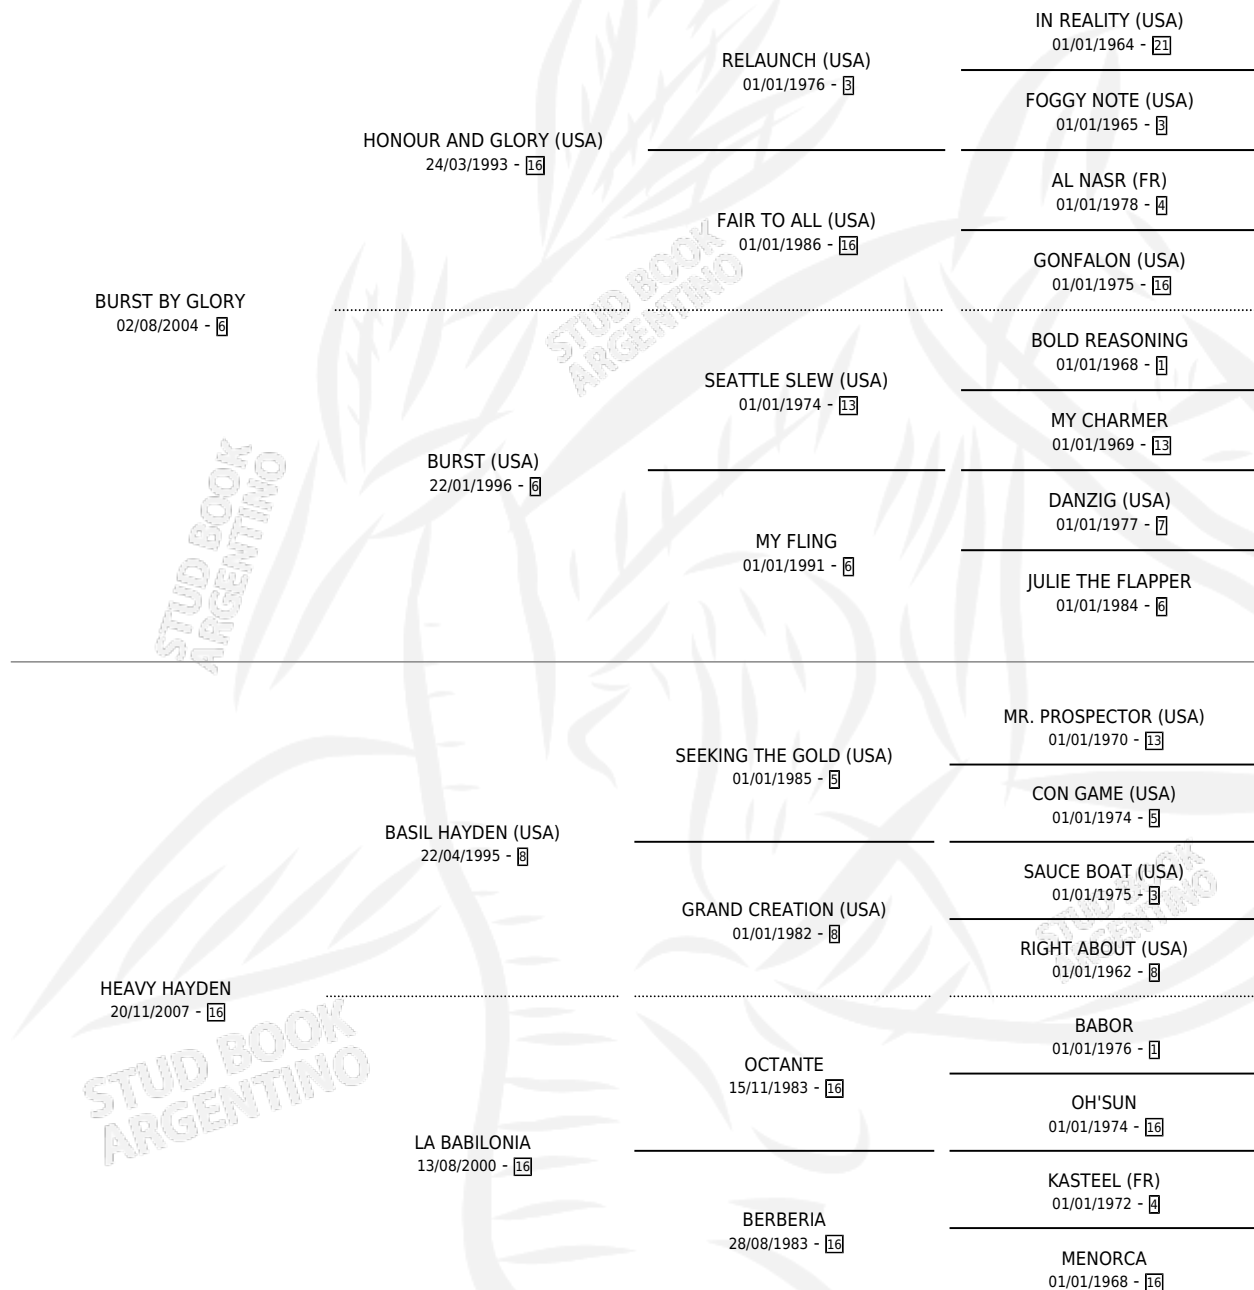 IN REALITY (USA)
01/01/1964 - 21
RELAUNCH (USA)
01/01/1976 - 3
FOGGY NOTE (USA)
01/01/1965 - 3
HONOUR AND GLORY (USA)
24/03/1993 - 16
AL NASR (FR)
01/01/1978 - 4
FAIR TO ALL (USA)
01/01/1986 - 16
GONFALON (USA)
01/01/1975 - 16
BURST BY GLORY
02/08/2004 - 6
BOLD REASONING
01/01/1968 - 1
SEATTLE SLEW (USA)
01/01/1974 - 13
MY CHARMER
01/01/1969 - 13
BURST (USA)
22/01/1996 - 6
DANZIG (USA)
01/01/1977 - 7
MY FLING
01/01/1991 - 6
JULIE THE FLAPPER
01/01/1984 - 6
MR. PROSPECTOR (USA)
01/01/1970 - 13
SEEKING THE GOLD (USA)
01/01/1985 - 5
CON GAME (USA)
01/01/1974 - 5
BASIL HAYDEN (USA)
22/04/1995 - 8
SAUCE BOAT (USA)
01/01/1975 - 3
GRAND CREATION (USA)
01/01/1982 - 8
RIGHT ABOUT (USA)
01/01/1962 - 8
HEAVY HAYDEN
20/11/2007 - 16
BABOR
01/01/1976 - 1
OCTANTE
15/11/1983 - 16
OH'SUN
01/01/1974 - 16
LA BABILONIA
13/08/2000 - 16
KASTEEL (FR)
01/01/1972 - 4
BERBERIA
28/08/1983 - 16
MENORCA
01/01/1968 - 16
STUD BOOK
ARGENTINO
STUD BOOK
ARGENTINO
STUD BOOK
ARGENTINO
STUD BOOK
ARGENTINO